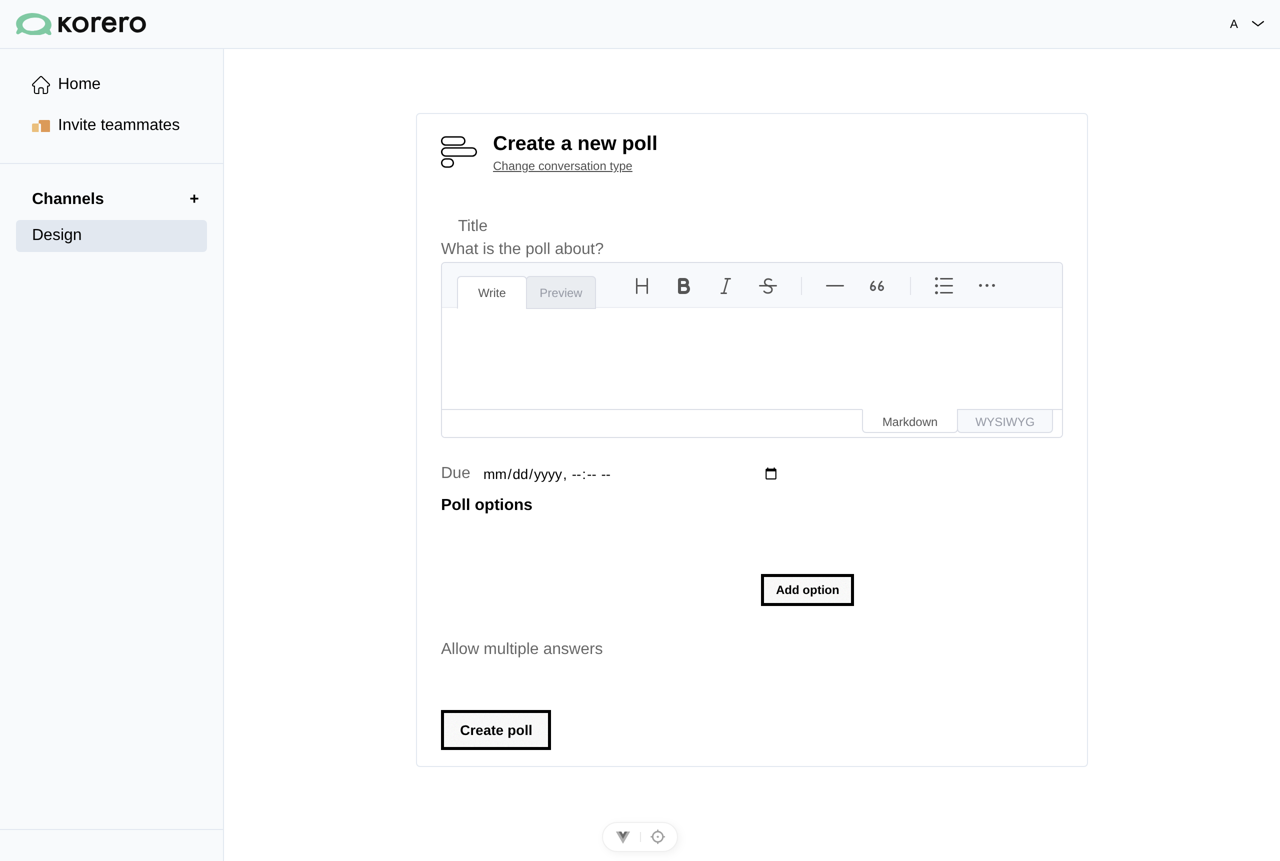 Korero
A
Home
Invite teammates
Channels +
Design
Create a new poll
Change conversation type
Title
What is the poll about?
Write Preview
Due mm/dd/yyyy, --:-- --
Poll options
Add option
Allow multiple answers
Create poll
Markdown WYSIWYG